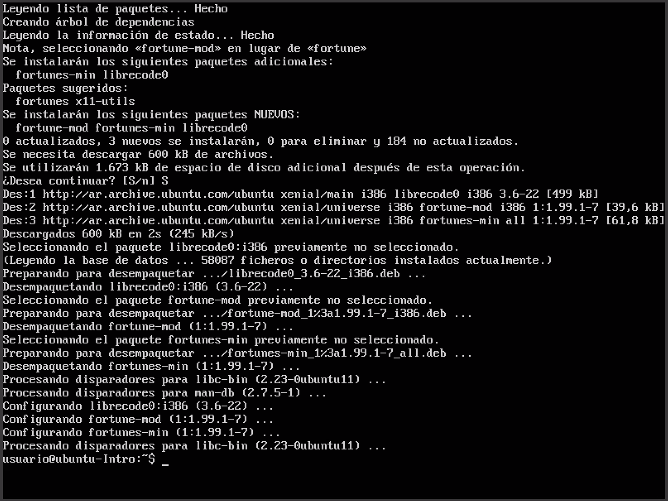 Leyendo lista de paquetes... Hecho
Creando árbol de dependencias
Leyendo la información de estado... Hecho
Nota, seleccionando «fortune-mod» en lugar de «fortune»
Se instalarán los siguientes paquetes adicionales:
  fortunes-min librecode0
Paquetes sugeridos:
  fortunes x11-utils
Se instalarán los siguientes paquetes NUEVOS:
  fortune-mod fortunes-min librecode0
0 actualizados, 3 nuevos se instalarán, 0 para eliminar y 184 no actualizados.
Se necesita descargar 600 kB de archivos.
Se utilizarán 1.673 kB de espacio de disco adicional después de esta operación.
¿Desea continuar? [S/n] S
Des:1 http://ar.archive.ubuntu.com/ubuntu xenial/main i386 librecode0 i386 3.6-22 [499 kB]
Des:2 http://ar.archive.ubuntu.com/ubuntu xenial/universe i386 fortune-mod i386 1:1.99.1-7 [39,6 kB]
Des:3 http://ar.archive.ubuntu.com/ubuntu xenial/universe i386 fortunes-min all 1:1.99.1-7 [61,8 kB]
Descargados 600 kB en 2s (245 kB/s)
Seleccionando el paquete librecode0:i386 previamente no seleccionado.
(Leyendo la base de datos ... 58087 ficheros o directorios instalados actualmente.)
Preparando para desempaquetar .../librecode0_3.6-22_i386.deb ...
Desempaquetando librecode0:i386 (3.6-22) ...
Seleccionando el paquete fortune-mod previamente no seleccionado.
Preparando para desempaquetar .../fortune-mod_1%3a1.99.1-7_i386.deb ...
Desempaquetando fortune-mod (1:1.99.1-7) ...
Seleccionando el paquete fortunes-min previamente no seleccionado.
Preparando para desempaquetar .../fortunes-min_1%3a1.99.1-7_all.deb ...
Desempaquetando fortunes-min (1:1.99.1-7) ...
Procesando disparadores para libc-bin (2.23-0ubuntu11) ...
Procesando disparadores para man-db (2.7.5-1) ...
Configurando librecode0:i386 (3.6-22) ...
Configurando fortune-mod (1:1.99.1-7) ...
Configurando fortunes-min (1:1.99.1-7) ...
Procesando disparadores para libc-bin (2.23-0ubuntu11) ...
usuario@ubuntu-Intro:~$ _